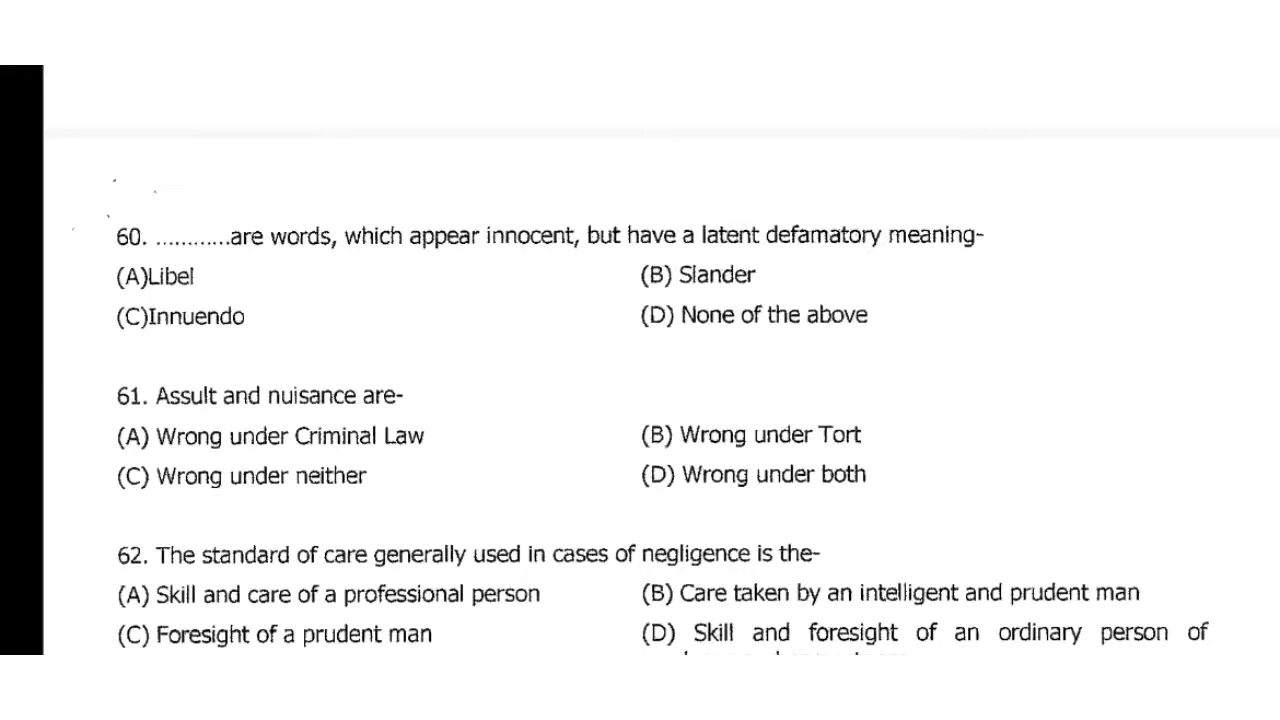 60. ............are words, which appear innocent, but have a latent defamatory meaning-
(A)Libel (B) Slander
(C)Innuendo (D) None of the above
61. Assult and nuisance are-
(A) Wrong under Criminal Law (B) Wrong under Tort
(C) Wrong under neither (D) Wrong under both
62. The standard of care generally used in cases of negligence is the-
(A) Skill and care of a professional person (B) Care taken by an intelligent and prudent man
(C) Foresight of a prudent man (D) Skill and foresight of an ordinary person of